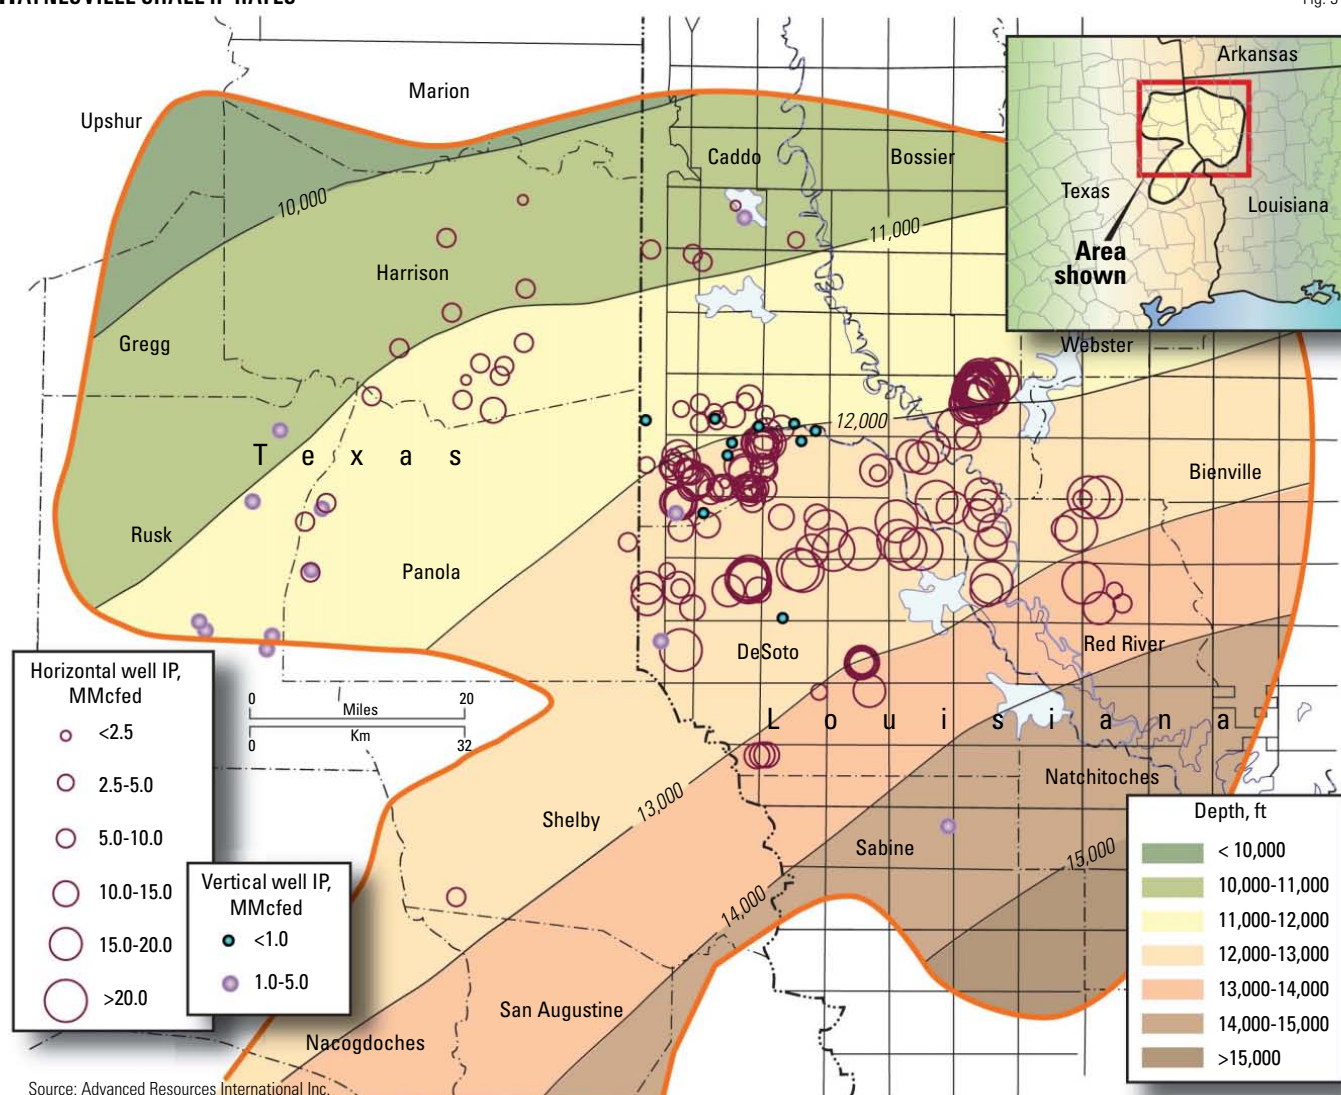 HAYNESVILLE SHALE IP RATES
Fig. 3
Marion
Upshur
Caddo
Bossier
10,000
11,000
Harrison
Gregg
Webster
12,000
T e x a s
Bienville
Rusk
Panola
DeSoto
Red River
L o u i s i a n a
Natchitoches
13,000
Shelby
Sabine
15,000
14,000
San Augustine
Nacogdoches
Arkansas
Texas
Louisiana
Area
shown
Horizontal well IP,
MMcfed
<2.5
2.5-5.0
5.0-10.0
10.0-15.0
15.0-20.0
>20.0
0 20
Miles
Km
0 32
Vertical well IP,
MMcfed
<1.0
1.0-5.0
Depth, ft
< 10,000
10,000-11,000
11,000-12,000
12,000-13,000
13,000-14,000
14,000-15,000
>15,000
Source: Advanced Resources International Inc.